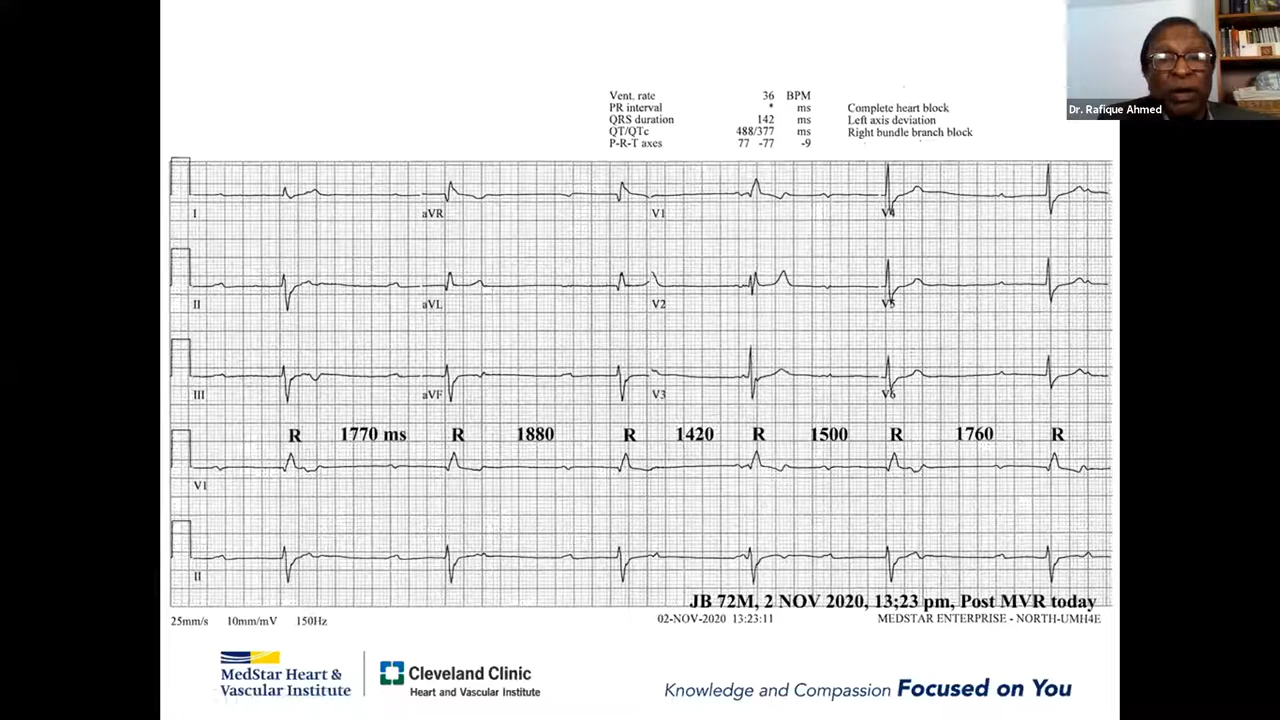 Dr. Rafique Ahmed
Vent. rate 36 BPM
PR interval * ms Complete heart block
QRS duration 142 ms Left axis deviation
QT/QTc 488/377 ms Right bundle branch block
P-R-T axes 77 -77 -9
I aVR V1 V4
II aVL V2 V5
III aVF V3 V6
R 1770 ms R 1880 R 1420 R 1500 R 1760 R
V1
II
JB 72M, 2 NOV 2020, 13;23 pm, Post MVR today
25mm/s 10mm/mV 150Hz 02-NOV-2020 13:23:11 MEDSTAR ENTERPRISE - NORTH-UMH4E
MedStar Heart &
Vascular Institute
Cleveland Clinic
Heart and Vascular Institute
Knowledge and Compassion Focused on You